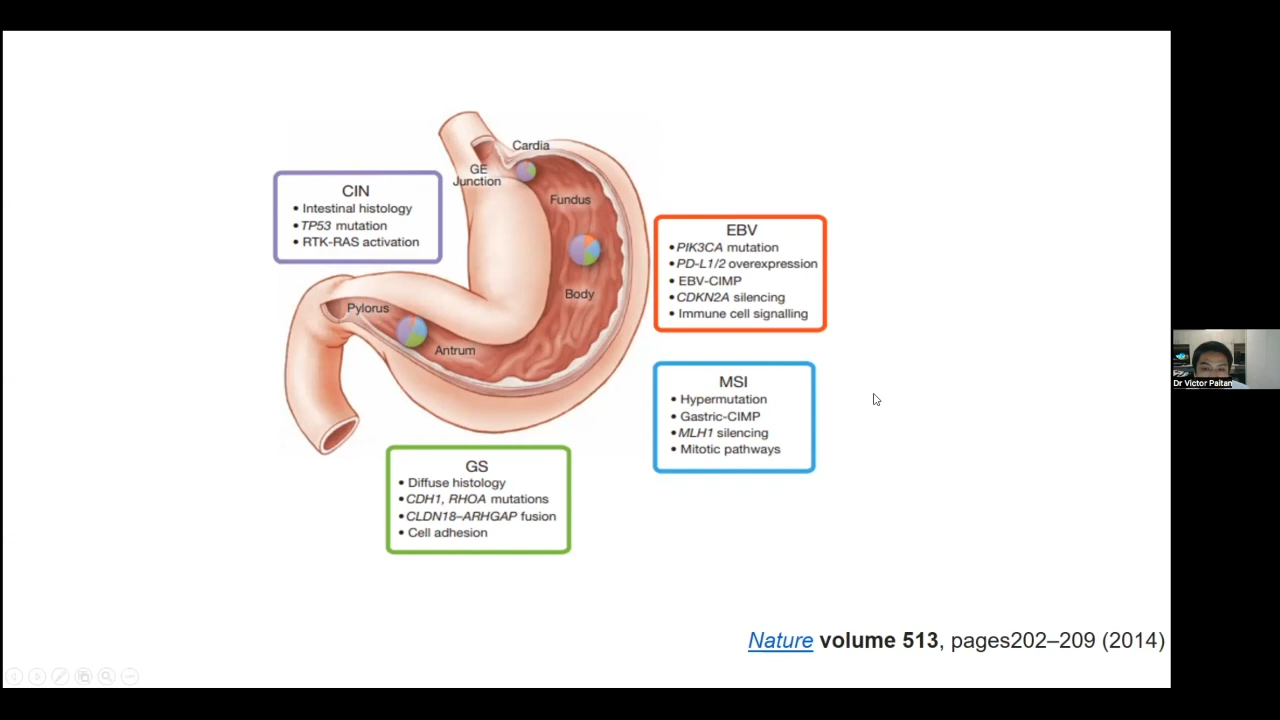 Cardia
GE
Junction
Fundus
Body
Pylorus
Antrum
CIN
• Intestinal histology
• TP53 mutation
• RTK-RAS activation
EBV
• PIK3CA mutation
• PD-L1/2 overexpression
• EBV-CIMP
• CDKN2A silencing
• Immune cell signalling
MSI
• Hypermutation
• Gastric-CIMP
• MLH1 silencing
• Mitotic pathways
GS
• Diffuse histology
• CDH1, RHOA mutations
• CLDN18–ARHGAP fusion
• Cell adhesion
Nature volume 513, pages202–209 (2014)
Dr Victor Paitan